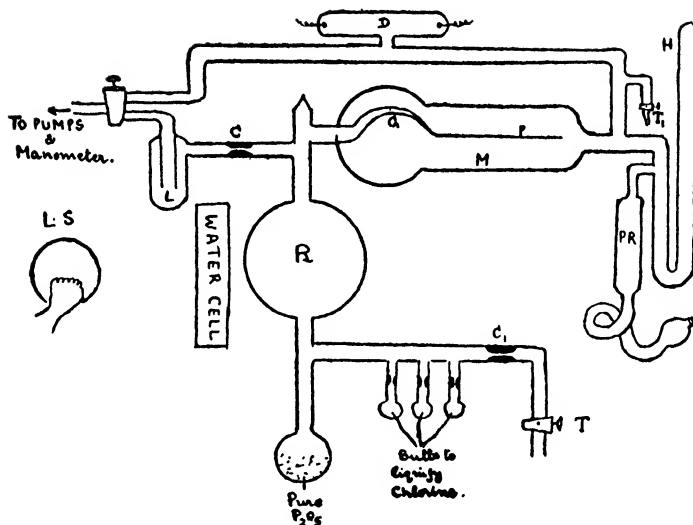 D
H
T₁
To PUMPS
&
Manometer.
C
Q
P
M
L
L.S
WATER CELL
R
PR
C₁
T
Bulbs to
liquify
Chlorine.
Pure
P₂O₅